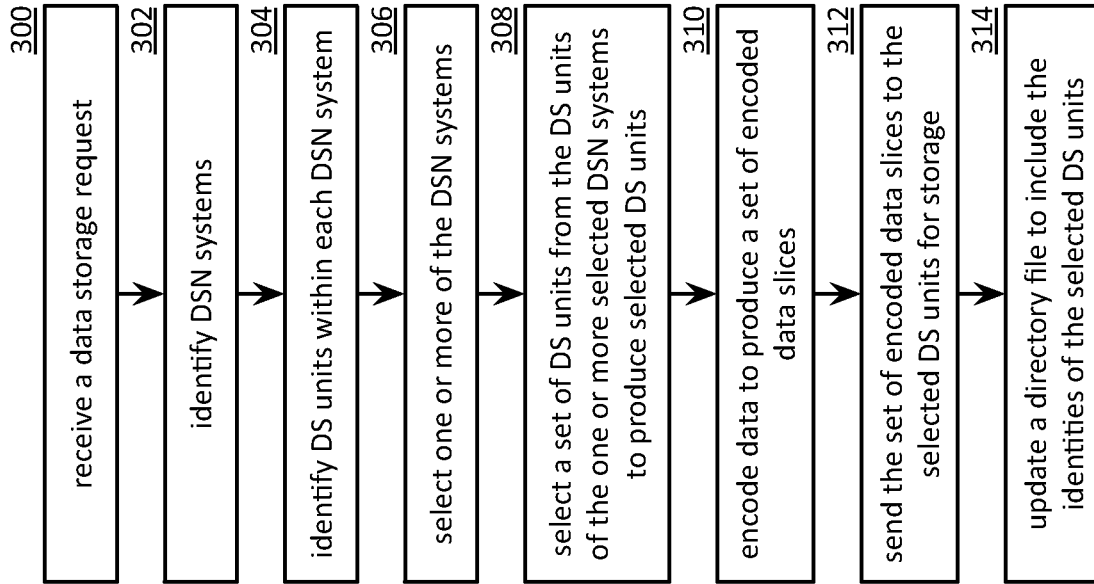 300
receive a data storage request
302
identify DSN systems
304
identify DS units within each DSN system
306
select one or more of the DSN systems
308
select a set of DS units from the DS units
of the one or more selected DSN systems
to produce selected DS units
310
encode data to produce a set of encoded
data slices
312
send the set of encoded data slices to the
selected DS units for storage
314
update a directory file to include the
identities of the selected DS units